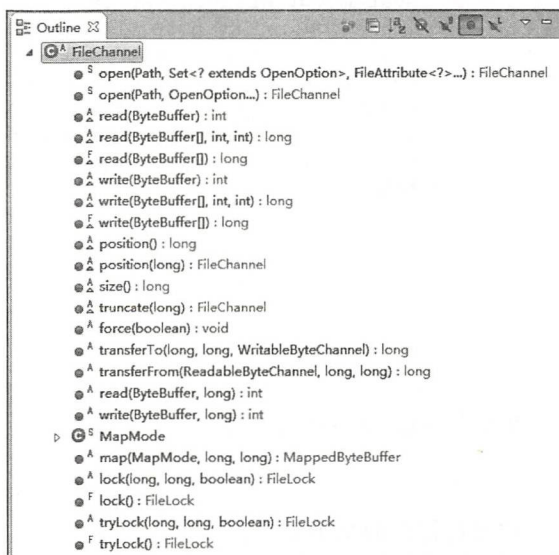 Outline
FileChannel
open(Path, Set<? extends OpenOption>, FileAttribute<?>...) : FileChannel
open(Path, OpenOption...) : FileChannel
read(ByteBuffer) : int
read(ByteBuffer[], int, int) : long
read(ByteBuffer[]) : long
write(ByteBuffer) : int
write(ByteBuffer[], int, int) : long
write(ByteBuffer[]) : long
position() : long
position(long) : FileChannel
size() : long
truncate(long) : FileChannel
force(boolean) : void
transferTo(long, long, WritableByteChannel) : long
transferFrom(ReadableByteChannel, long, long) : long
read(ByteBuffer, long) : int
write(ByteBuffer, long) : int
MapMode
map(MapMode, long, long) : MappedByteBuffer
lock(long, long, boolean) : FileLock
lock() : FileLock
tryLock(long, long, boolean) : FileLock
tryLock() : FileLock